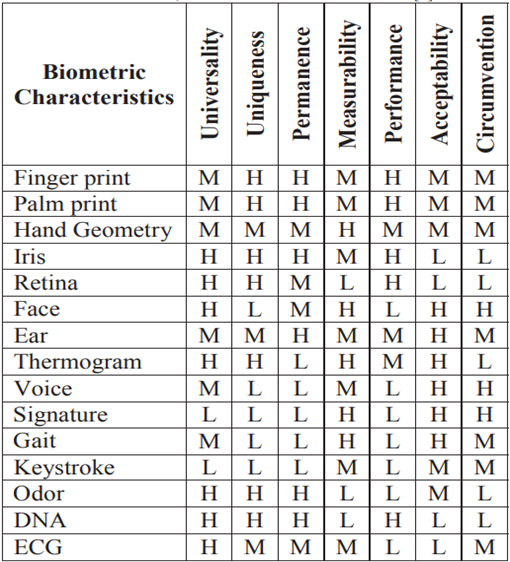 Biometric
Characteristics
Universality
Uniqueness
Permanence
Measurability
Performance
Acceptability
Circumvention
Finger print M H H M H M M
Palm print M H H M H M M
Hand Geometry M M M H M M M
Iris H H H M H L L
Retina H H M L H L L
Face H L M H L H H
Ear M M H M M H M
Thermogram H H L H M H L
Voice M L L M L H H
Signature L L L H L H H
Gait M L L H L H M
Keystroke L L L M L M M
Odor H H H L L M L
DNA H H H L H L L
ECG H M M M L L M